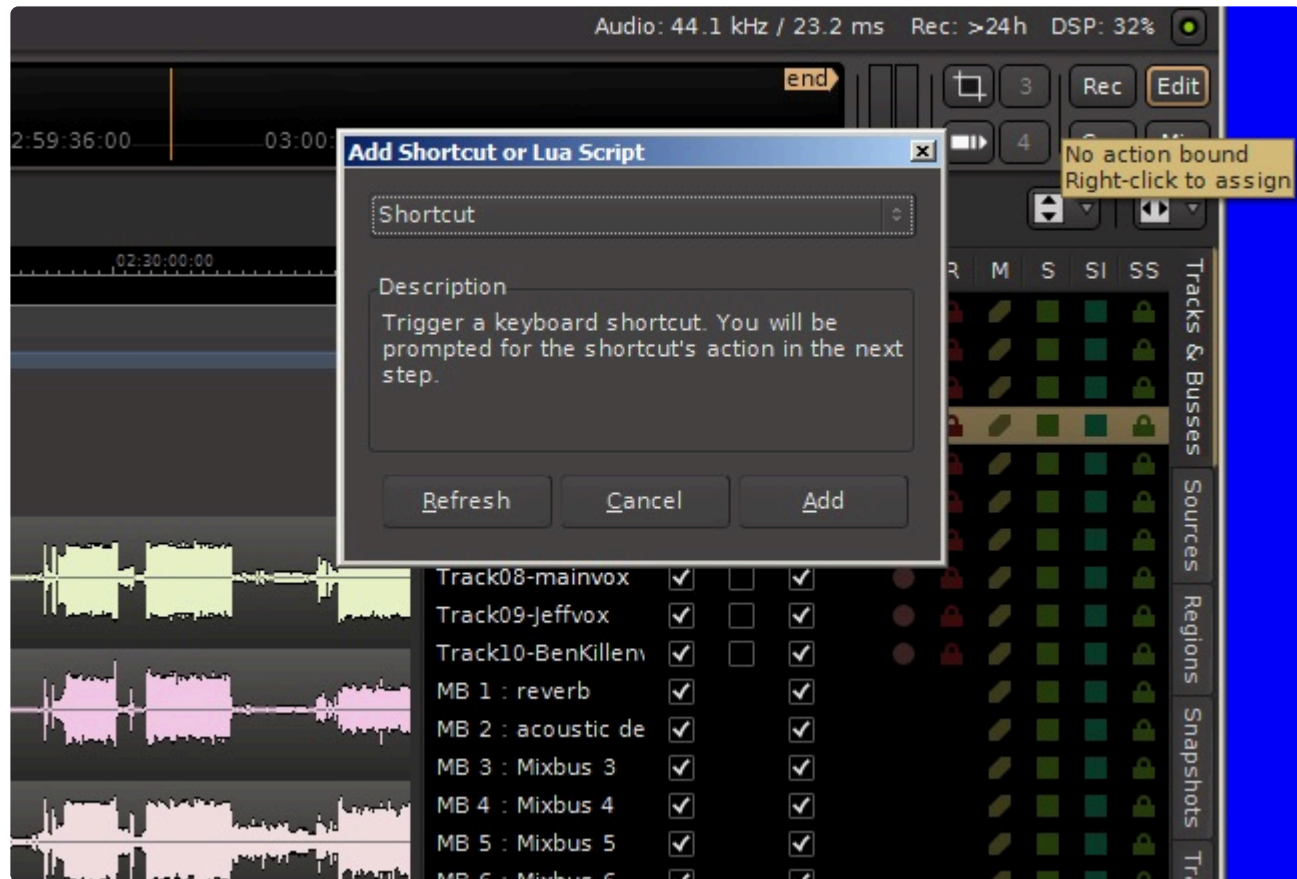 Audio: 44.1 kHz / 23.2 ms Rec: >24h DSP: 32%
end
3 Rec Edit
2:59:36:00 03:00:
4
No action bound
Right-click to assign
Add Shortcut or Lua Script
Shortcut
Description
Trigger a keyboard shortcut. You will be
prompted for the shortcut's action in the next
step.
Refresh Cancel Add
02:30:00:00
R M S SI SS
Track08-mainvox
Track09-Jeffvox
Track10-BenKillenv
MB 1 : reverb
MB 2 : acoustic de
MB 3 : Mixbus 3
MB 4 : Mixbus 4
MB 5 : Mixbus 5
Tracks & Busses
Sources
Regions
Snapshots